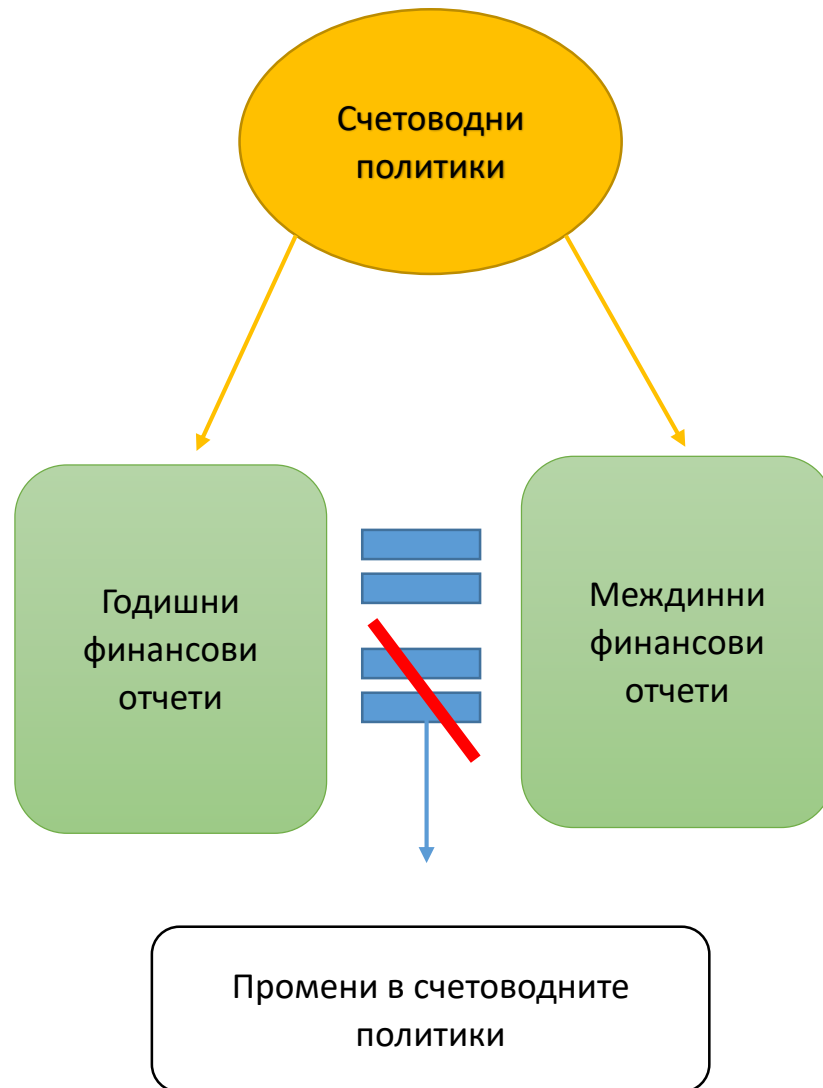 Счетоводни
политики
Годишни
финансови
отчети
Междинни
финансови
отчети
Промени в счетоводните
политики